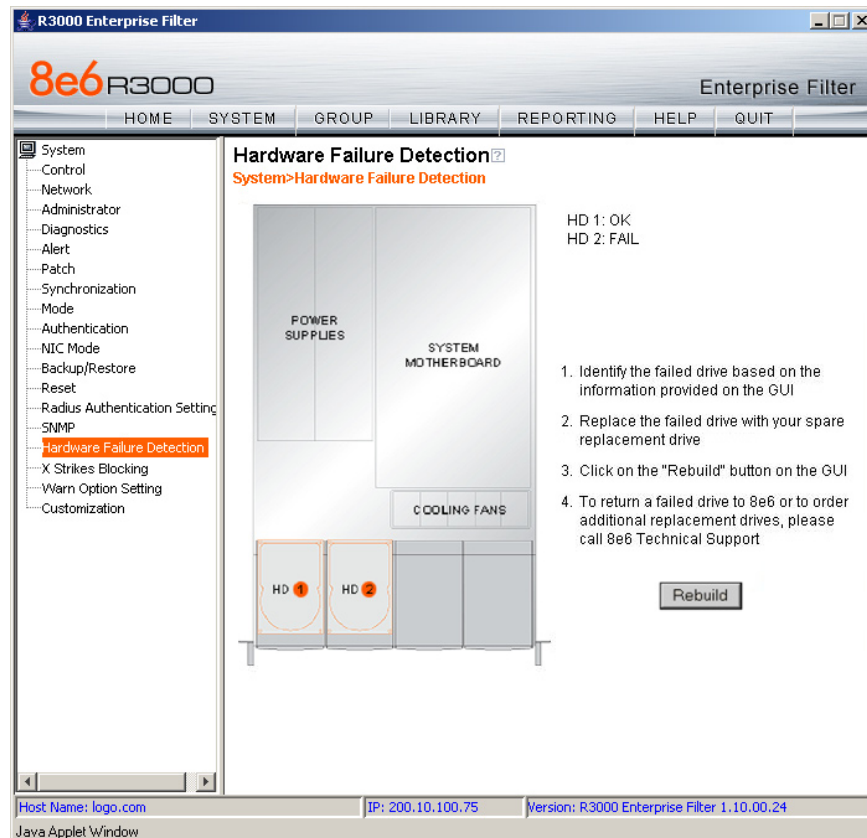 R3000 Enterprise Filter
8e6 R3000
Enterprise Filter
HOME SYSTEM GROUP LIBRARY REPORTING HELP QUIT
System
Control
Network
Administrator
Diagnostics
Alert
Patch
Synchronization
Mode
Authentication
NIC Mode
Backup/Restore
Reset
Radius Authentication Setting
SNMP
Hardware Failure Detection
X Strikes Blocking
Warn Option Setting
Customization
Hardware Failure Detection ?
System>Hardware Failure Detection
POWER
SUPPLIES
SYSTEM
MOTHERBOARD
COOLING FANS
HD 1
HD 2
HD 1: OK
HD 2: FAIL
1. Identify the failed drive based on the
information provided on the GUI
2. Replace the failed drive with your spare
replacement drive
3. Click on the "Rebuild" button on the GUI
4. To return a failed drive to 8e6 or to order
additional replacement drives, please
call 8e6 Technical Support
Rebuild
Host Name: logo.com
IP: 200.10.100.75
Version: R3000 Enterprise Filter 1.10.00.24
Java Applet Window